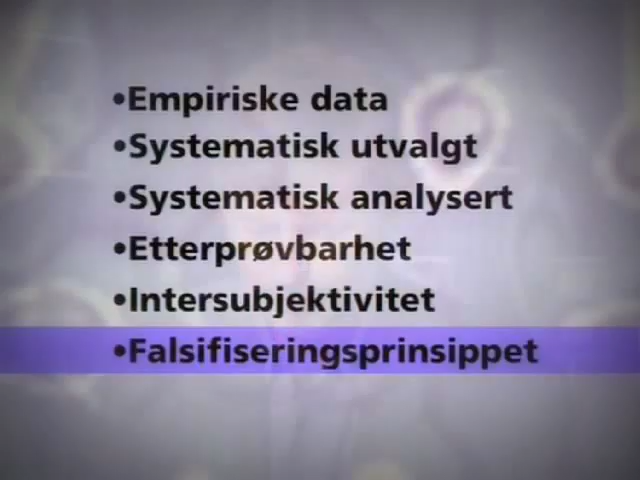 •Empiriske data
•Systematisk utvalgt
•Systematisk analysert
•Etterprøvbarhet
•Intersubjektivitet
•Falsifiseringsprinsippet